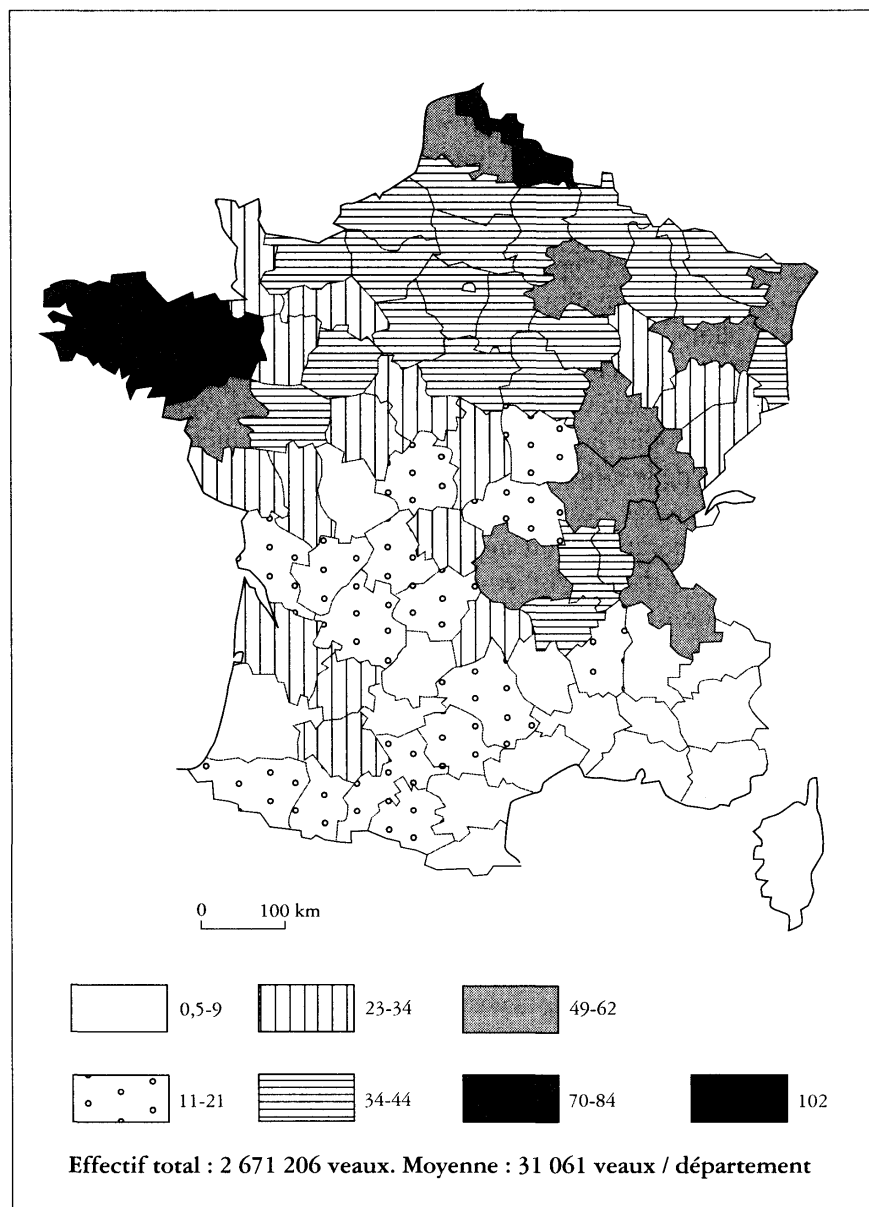 0 100 km
0,5-9 23-34 49-62
11-21 34-44 70-84 102
Effectif total : 2 671 206 veaux. Moyenne : 31 061 veaux / département